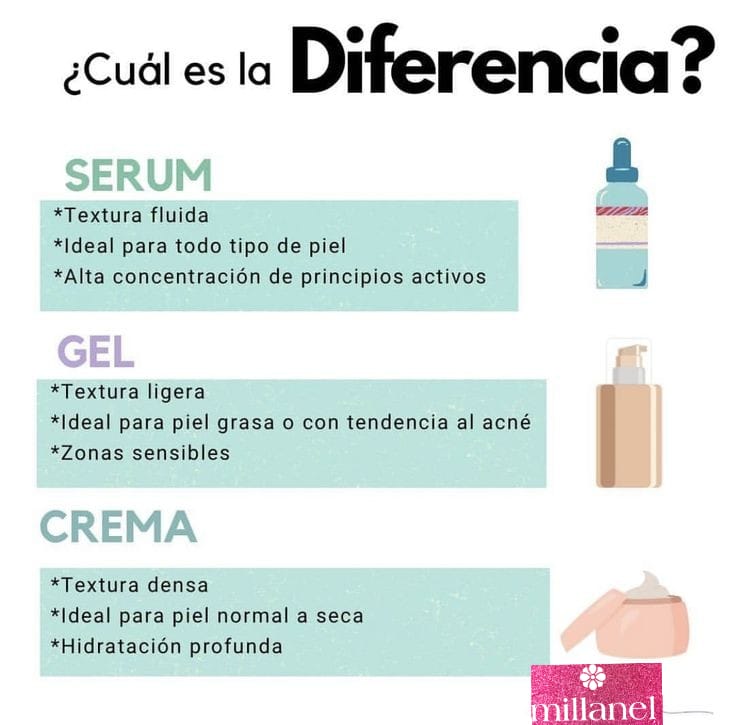 ¿Cuál es la Diferencia?
SERUM
*Textura fluida
*Ideal para todo tipo de piel
*Alta concentración de principios activos
GEL
*Textura ligera
*Ideal para piel grasa o con tendencia al acné
*Zonas sensibles
CREMA
*Textura densa
*Ideal para piel normal a seca
*Hidratación profunda
millanel